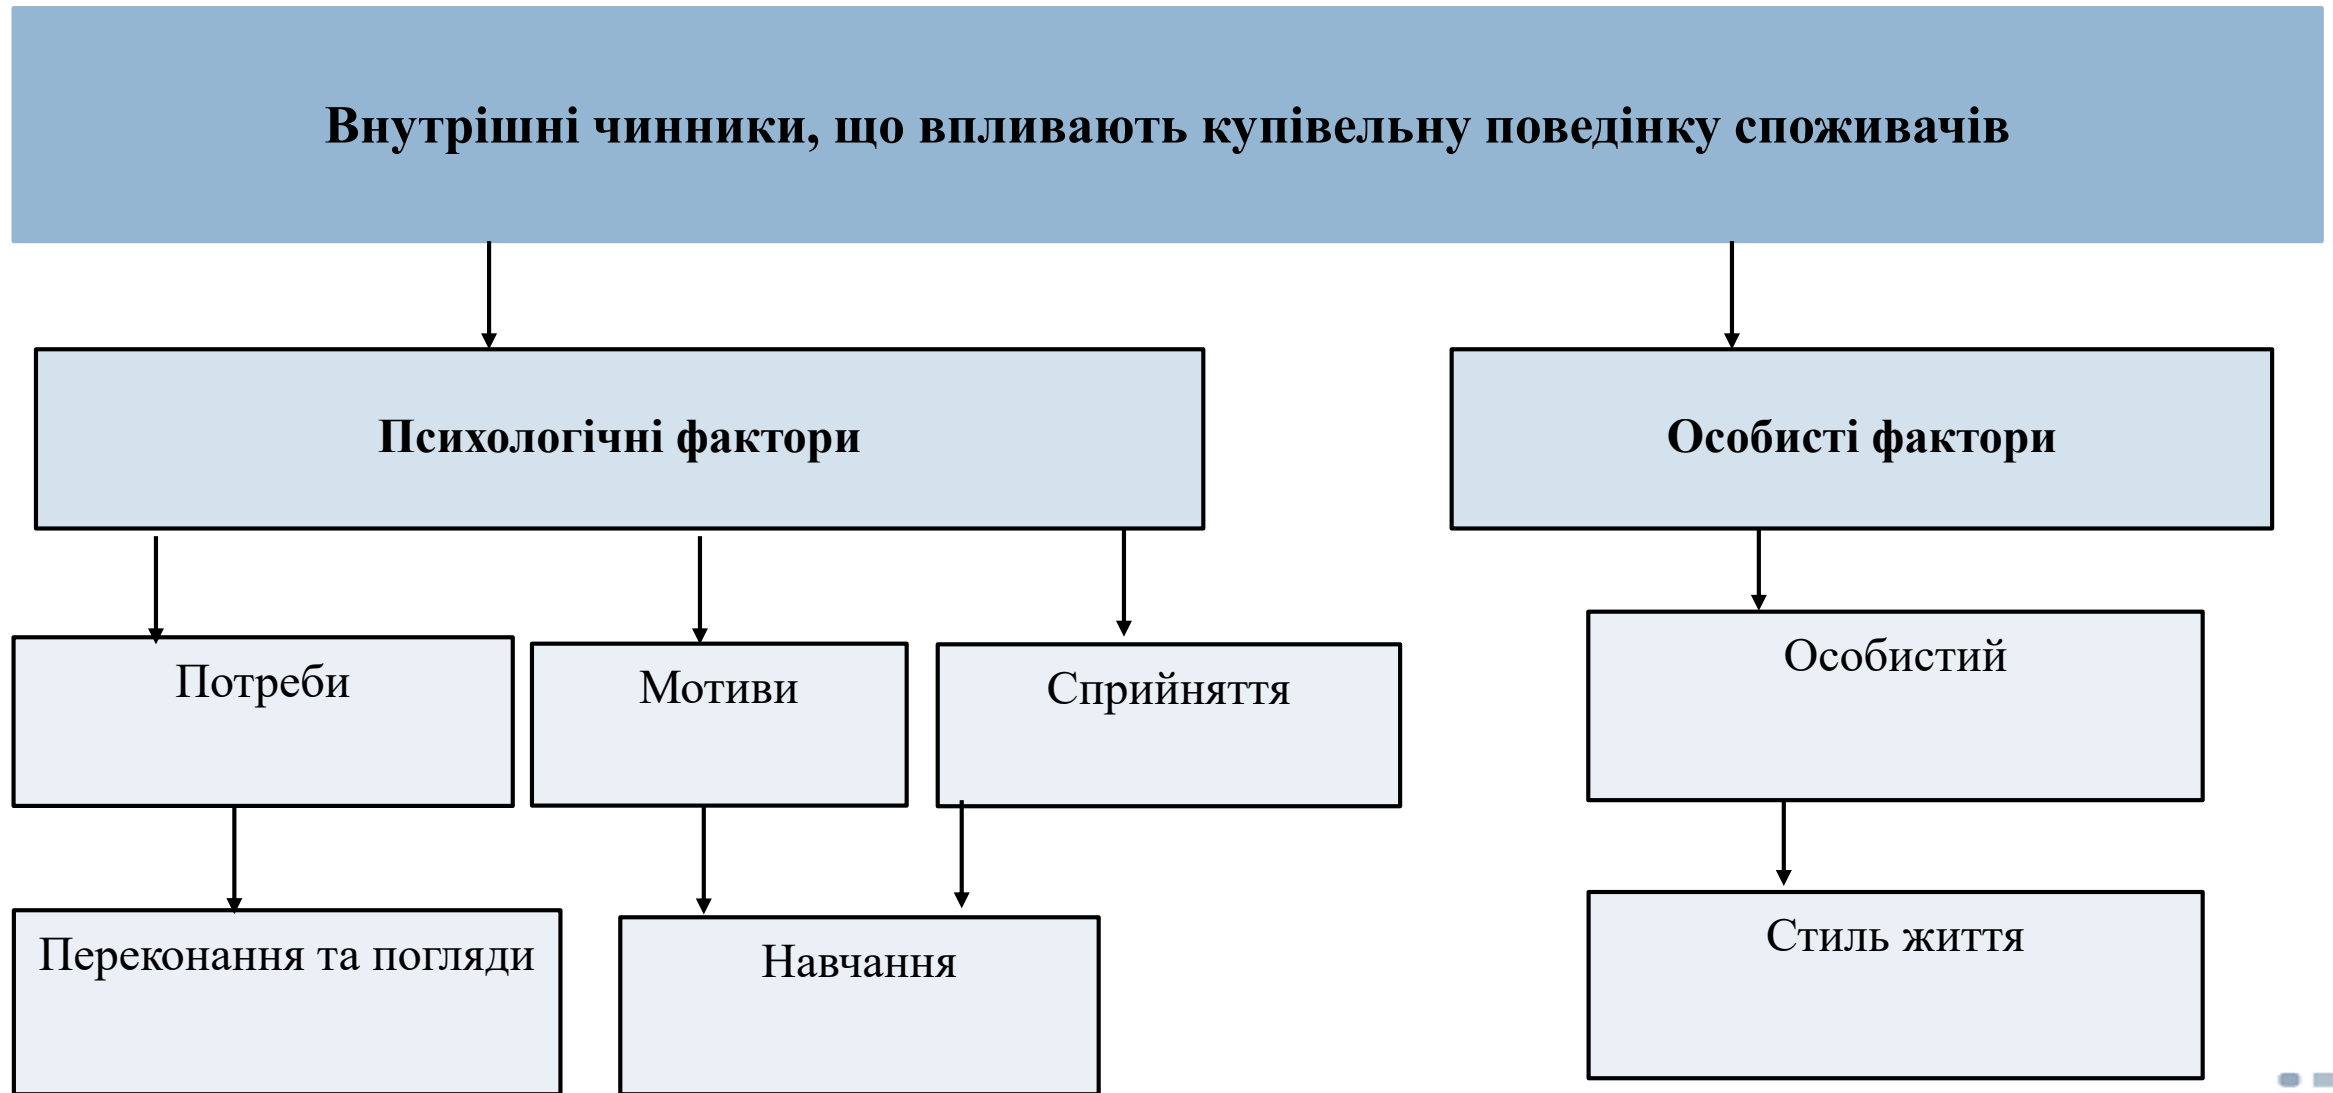 Внутрішні чинники, що впливають купівельну поведінку споживачів
Психологічні фактори
Особисті фактори
Потреби
Мотиви
Сприйняття
Особистий
Переконання та погляди
Навчання
Стиль життя